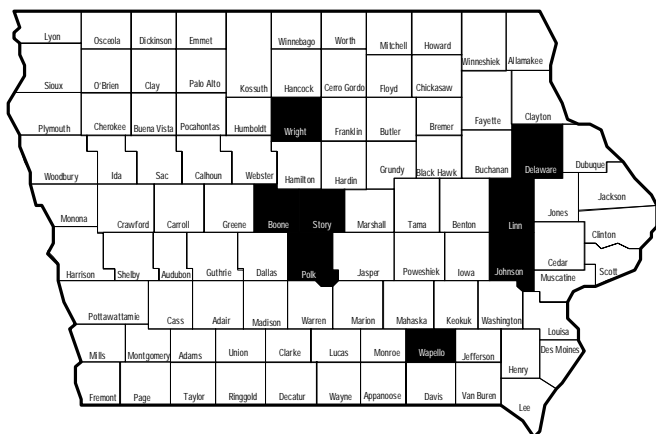 Lyon Osceola Dickinson Emmet Winnebago Worth Mitchell Howard Winneshiek Allamakee
Sioux O'Brien Clay Palo Alto Kossuth Hancock Cerro Gordo Floyd Chickasaw
Plymouth Cherokee Buena Vista Pocahontas Humboldt Wright Franklin Butler Bremer Fayette Clayton
Woodbury Ida Sac Calhoun Webster Hamilton Hardin Grundy Black Hawk Buchanan Delaware Dubuque
Monona Crawford Carroll Greene Boone Story Marshall Tama Benton Linn Jones Jackson
Clinton
Harrison Shelby Audubon Guthrie Dallas Polk Jasper Poweshiek Iowa Johnson Cedar Scott
Muscatine
Pottawattamie Cass Adair Madison Warren Marion Mahaska Keokuk Washington Louisa
Mills Montgomery Adams Union Clarke Lucas Monroe Wapello Jefferson Henry Des Moines
Fremont Page Taylor Ringgold Decatur Wayne Appanoose Davis Van Buren Lee